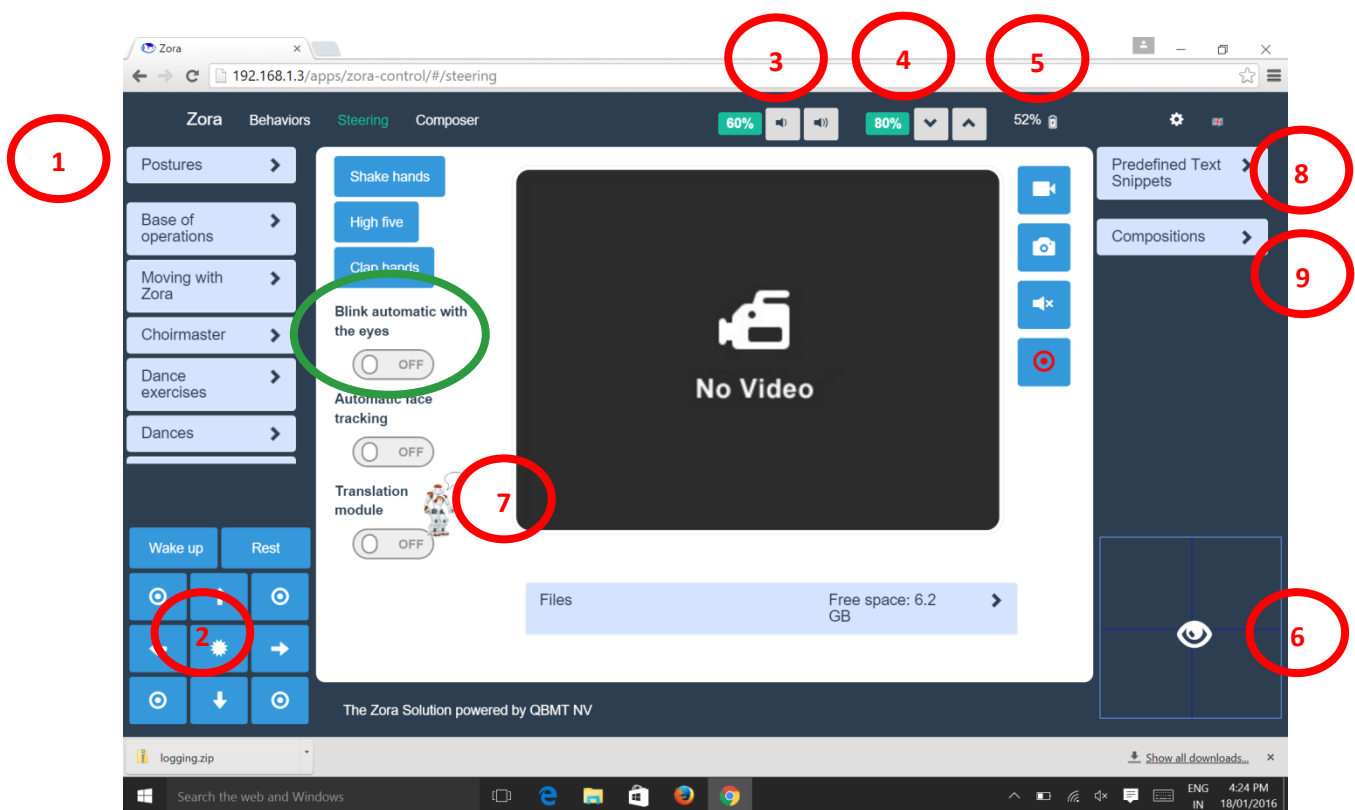 3
4
5
Zora
192.168.1.3/apps/zora-control/#/steering
Zora Behaviors Steering Composer
60%
80%
52%
1
Postures
Base of
operations
Moving with
Zora
Choirmaster
Dance
exercises
Dances
Wake up
Rest
2
Shake hands
High five
Clap hands
Blink automatic with
the eyes
OFF
Automatic face
tracking
OFF
Translation
module
OFF
7
No Video
Files
Free space: 6.2
GB
Predefined Text
Snippets
8
Compositions
9
6
The Zora Solution powered by QBMT NV
logging.zip
Show all downloads...
Search the web and Windows
ENG
IN
4:24 PM
18/01/2016